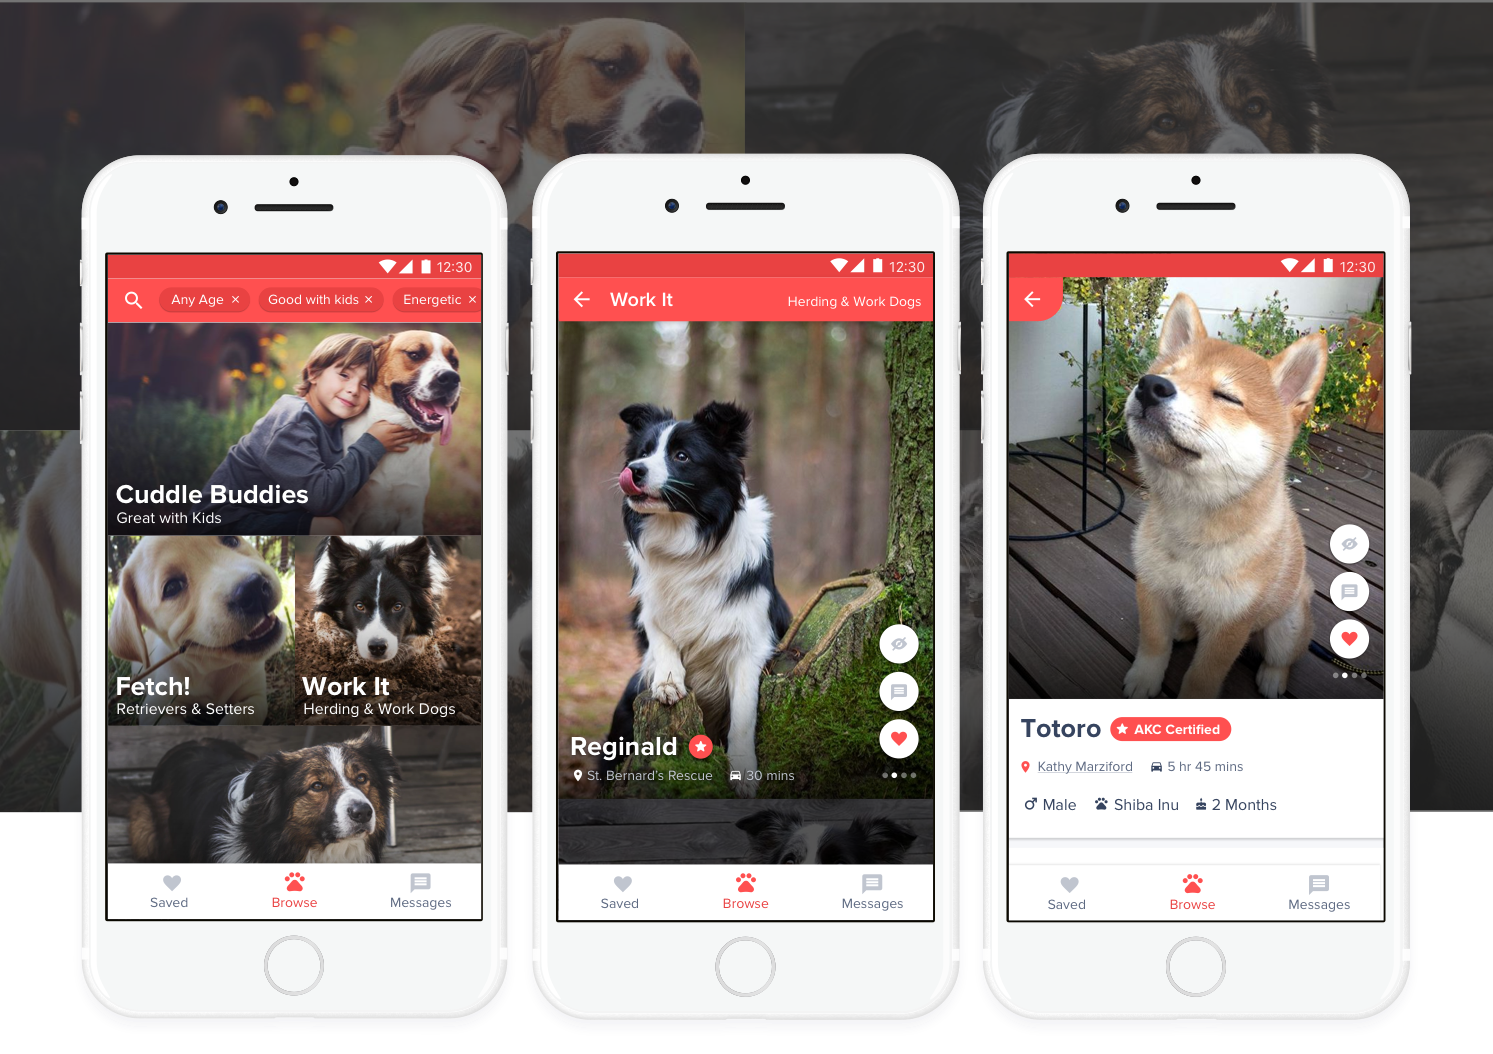 12:30
Any Age ×
Good with kids ×
Energetic ×
Cuddle Buddies
Great with Kids
Fetch!
Retrievers & Setters
Work It
Herding & Work Dogs
Saved
Browse
Messages
12:30
Work It
Herding & Work Dogs
Reginald
St. Bernard's Rescue
30 mins
Saved
Browse
Messages
12:30
Totoro
AKC Certified
Kathy Marziford
5 hr 45 mins
Male
Shiba Inu
2 Months
Saved
Browse
Messages